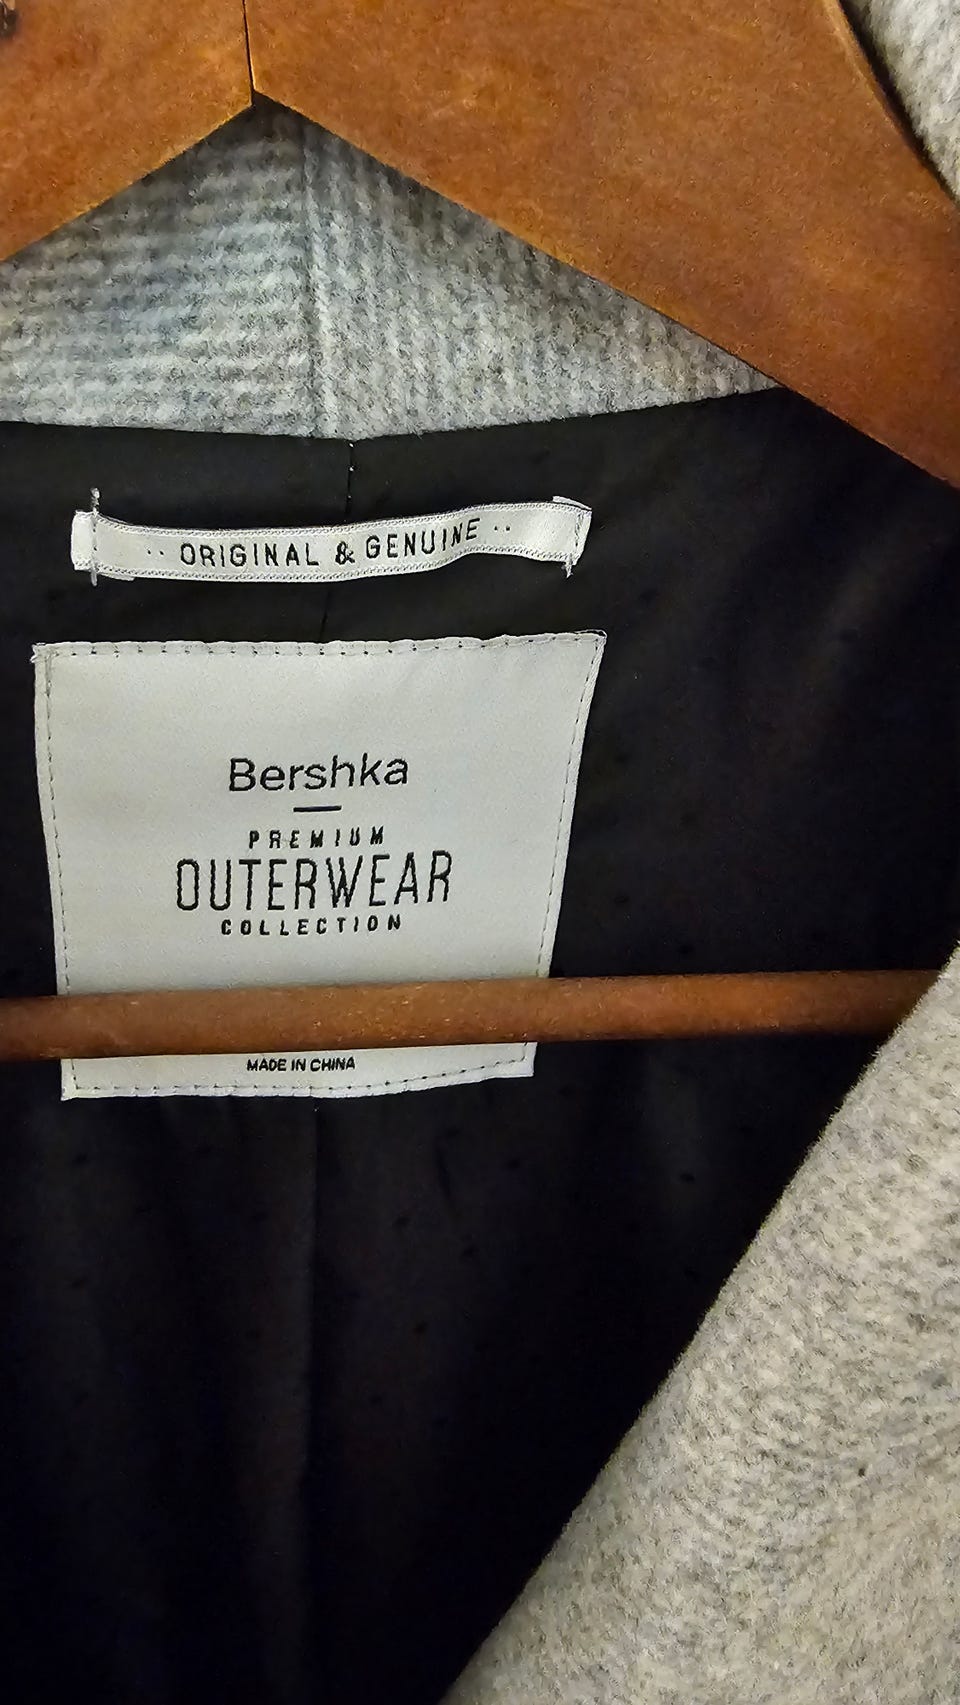 ·· ORIGINAL & GENUINE ··
Bershka
PREMIUM
OUTERWEAR
COLLECTION
MADE IN CHINA